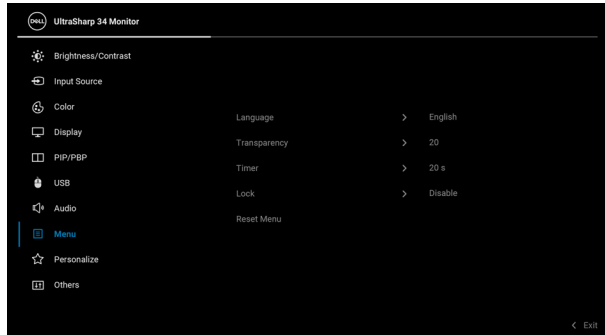 DELL UltraSharp 34 Monitor
Brightness/Contrast
Input Source
Color
Display
PIP/PBP
USB
Audio
Menu
Personalize
Others
Language > English
Transparency > 20
Timer > 20 s
Lock > Disable
Reset Menu
< Exit